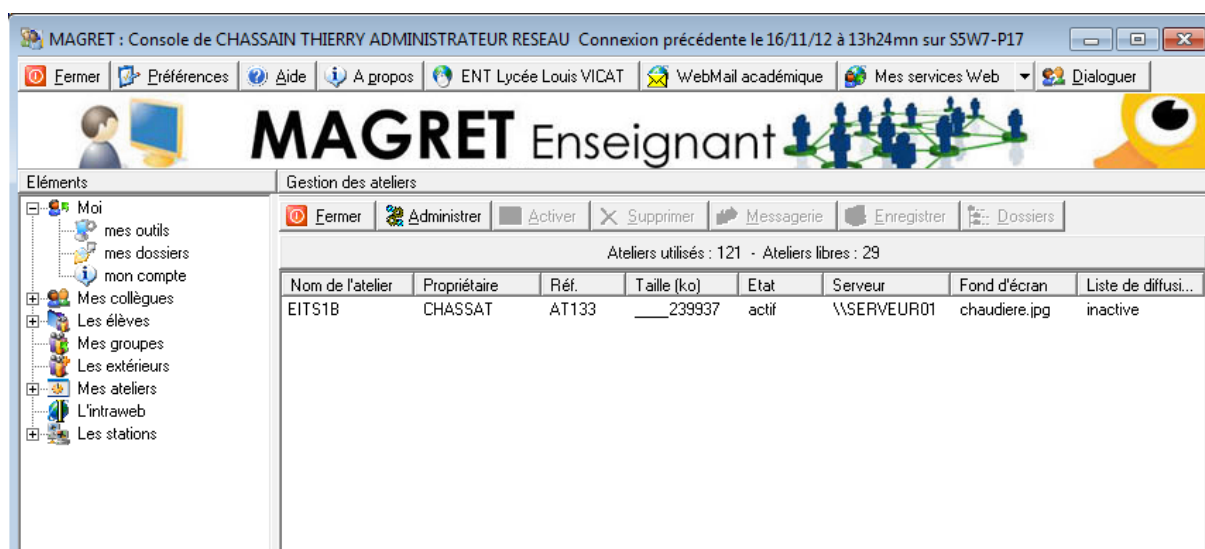 MAGRET : Console de CHASSAIN THIERRY ADMINISTRATEUR RESEAU Connexion précédente le 16/11/12 à 13h24mn sur S5W7-P17
Fermer Préférences Aide A propos ENT Lycée Louis VICAT WebMail académique Mes services Web Dialoguer
MAGRET Enseignant
Eléments
Gestion des ateliers
Moi
mes outils
mes dossiers
mon compte
Mes collègues
Les élèves
Mes groupes
Les extérieurs
Mes ateliers
L'intraweb
Les stations
Fermer Administrer Activer Supprimer Messagerie Enregistrer Dossiers
Ateliers utilisés : 121 - Ateliers libres : 29
Nom de l'atelier Propriétaire Réf. Taille (ko) Etat Serveur Fond d'écran Liste de diffusi...
EITS1B CHASSAT AT133 ____239937 actif \\SERVEUR01 chaudiere.jpg inactive